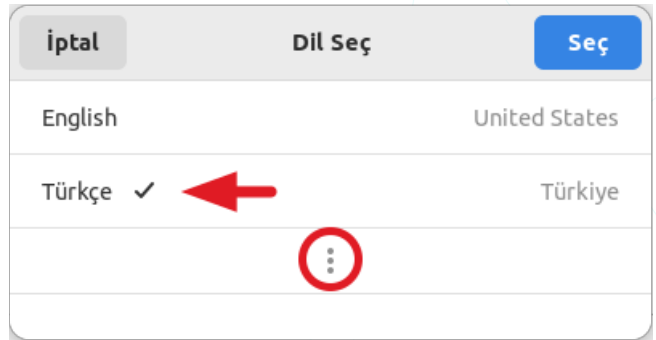 İptal Dil Seç Seç
English United States
Türkçe Türkiye